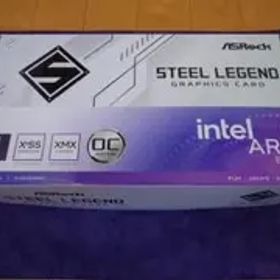 ASRock
STEEL LEGEND
GRAPHICS CARD
XeSS
XMX
OC
intel
AR
ASRock
STEEL LEGEND